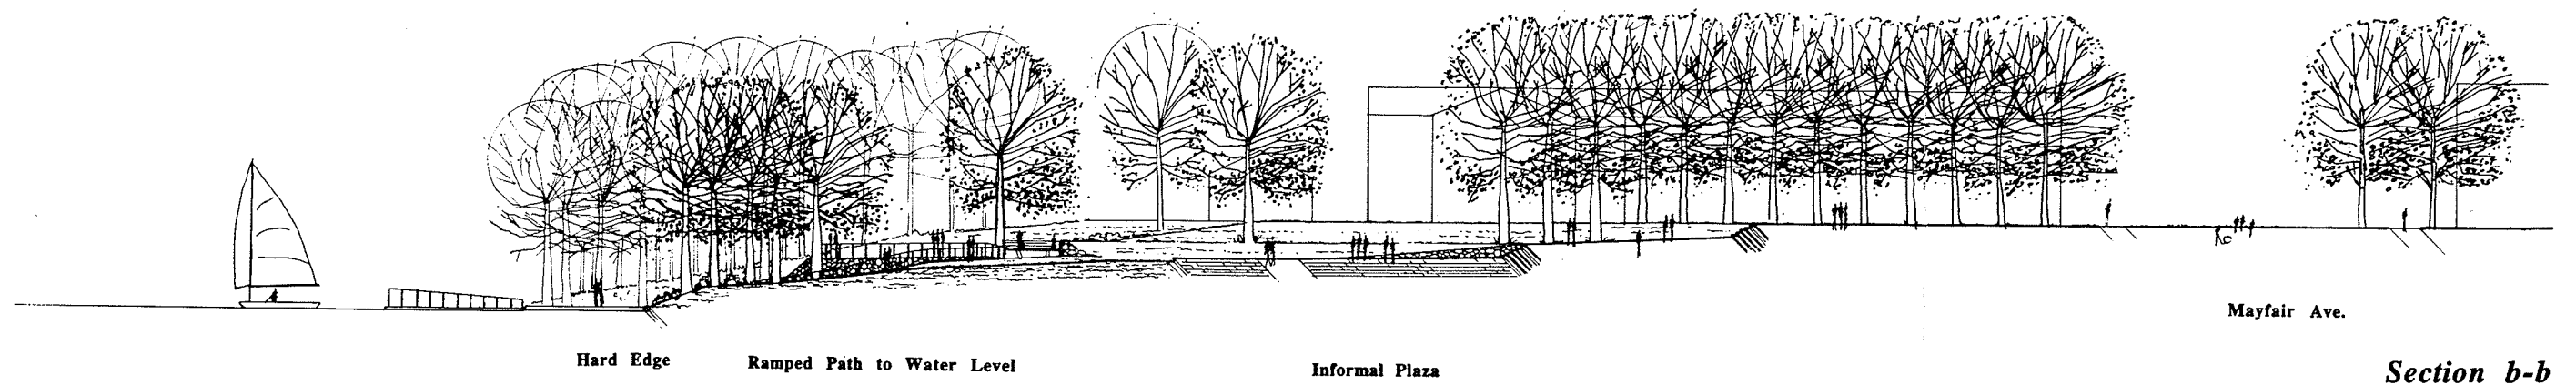 Mayfair Ave.
Hard Edge
Ramped Path to Water Level
Informal Plaza
Section b-b